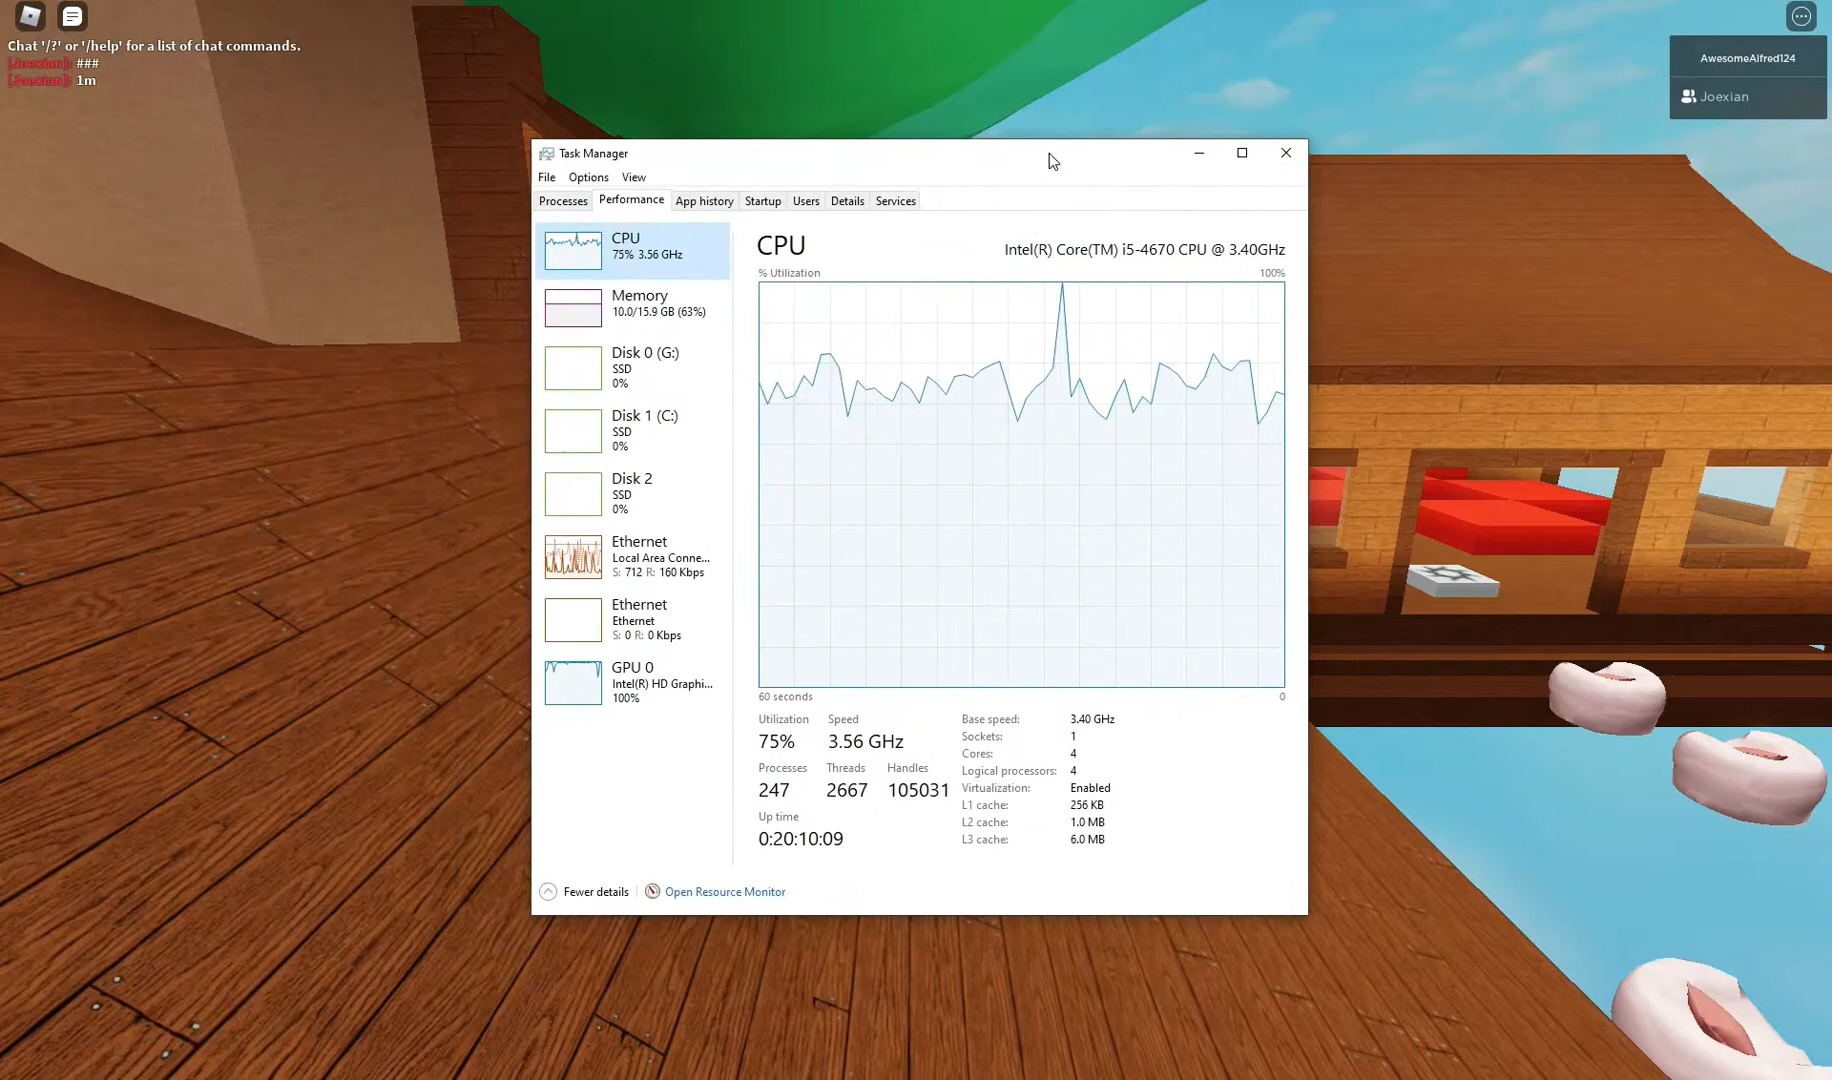 Chat '/?' or '/help' for a list of chat commands.
[Joexian]: ###
[Joexian]: 1m
AwesomeAlfred124
Joexian
Task Manager
File Options View
Processes Performance App history Startup Users Details Services
CPU
75% 3.56 GHz
Memory
10.0/15.9 GB (63%)
Disk 0 (G:)
SSD
0%
Disk 1 (C:)
SSD
0%
Disk 2
SSD
0%
Ethernet
Local Area Conne...
S: 712 R: 160 Kbps
Ethernet
Ethernet
S: 0 R: 0 Kbps
GPU 0
Intel(R) HD Graphi...
100%
CPU Intel(R) Core(TM) i5-4670 CPU @ 3.40GHz
% Utilization 100%
60 seconds 0
Utilization Speed
75% 3.56 GHz
Processes Threads Handles
247 2667 105031
Up time
0:20:10:09
Base speed: 3.40 GHz
Sockets: 1
Cores: 4
Logical processors: 4
Virtualization: Enabled
L1 cache: 256 KB
L2 cache: 1.0 MB
L3 cache: 6.0 MB
Fewer details Open Resource Monitor